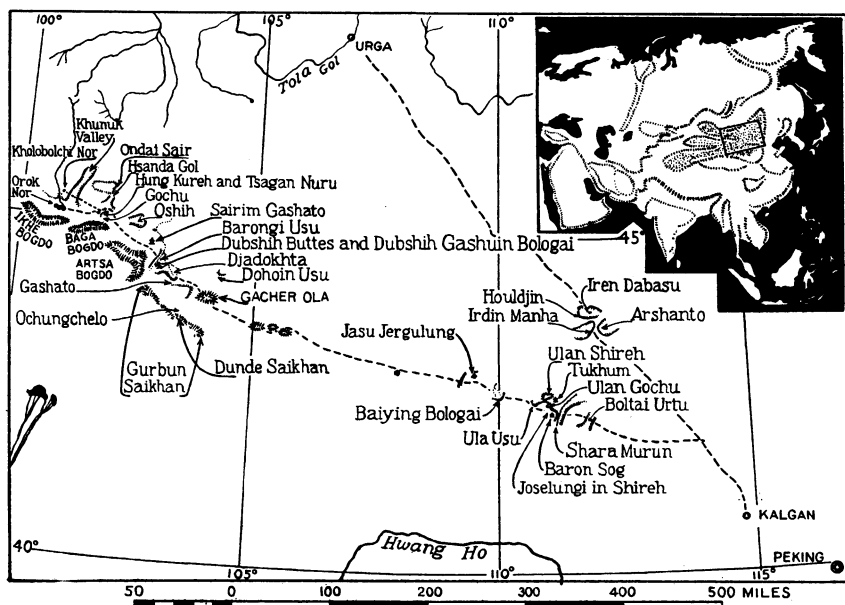 100°
105°
110°
URGA
Tola Gol
Khunuk
Valley
Kholobolchi
Nor
Ondai Sair
Hsanda Gol
Hung Kureh and Tsagan Nuru
Orok
Nor
Gochu
Oshih
IKHE
BOGDO
BAGA
BOGDO
ARTSA
BOGDO
Sairim Gashato
Barongi Usu
Dubshih Buttes and Dubshih Gashuin Bologai
45°
Djadokhta
Dohoin Usu
Gashato
GACHER OLA
Ochungchelo
Gurbun
Saikhan
Dunde Saikhan
Iren Dabasu
Houldjin
Irdin Manha
Arshanto
Jasu Jergulung
Ulan Shireh
Tukhum
Ulan Gochu
Boltai Urtu
Baiying Bologai
Ula Usu
Shara Murun
Baron Sog
Joselungi in Shireh
KALGAN
Hwang Ho
PEKING
40°
105°
110°
115°
50 0 100 200 300 400 500 MILES